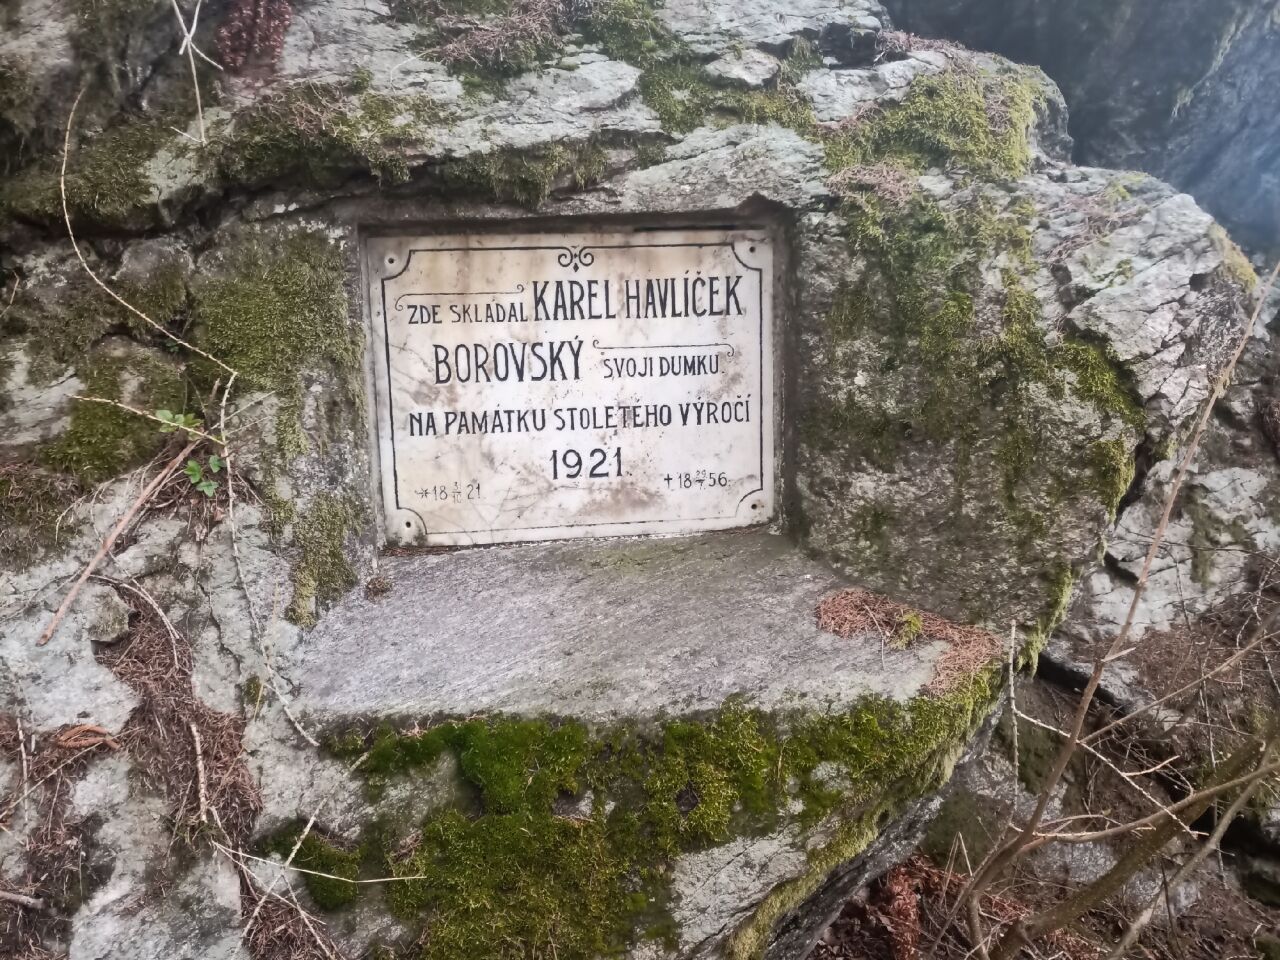 ZDE SKLÁDAL KAREL HAVLÍČEK
BOROVSKÝ SVOJI DUMKU.
NA PAMÁTKU STOLETEHO VÝROČÍ
1921.
*18 3/10 21. +18 29/7 56.